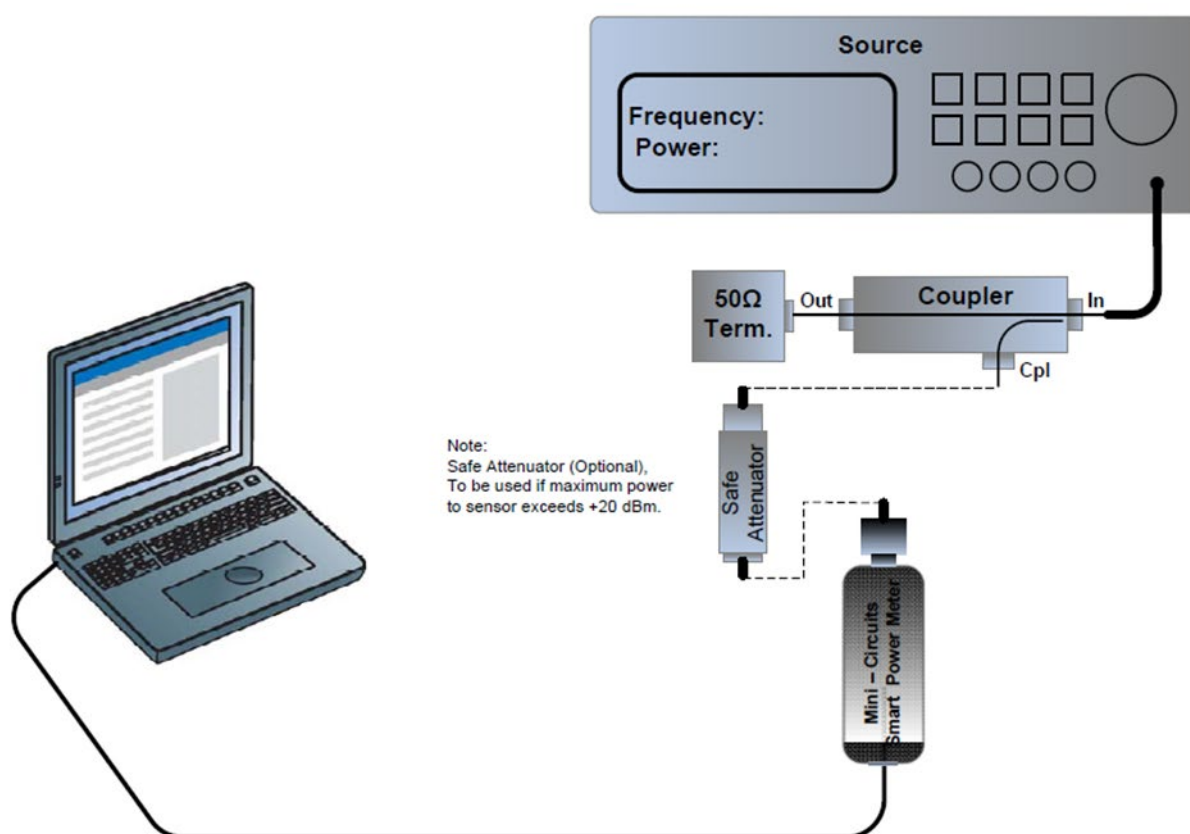 Source
Frequency:
Power:
50Ω
Term.
Out
Coupler
In
Cpl
Note:
Safe Attenuator (Optional),
To be used if maximum power
to sensor exceeds +20 dBm.
Safe
Attenuator
Mini – Circuits
Smart Power Meter